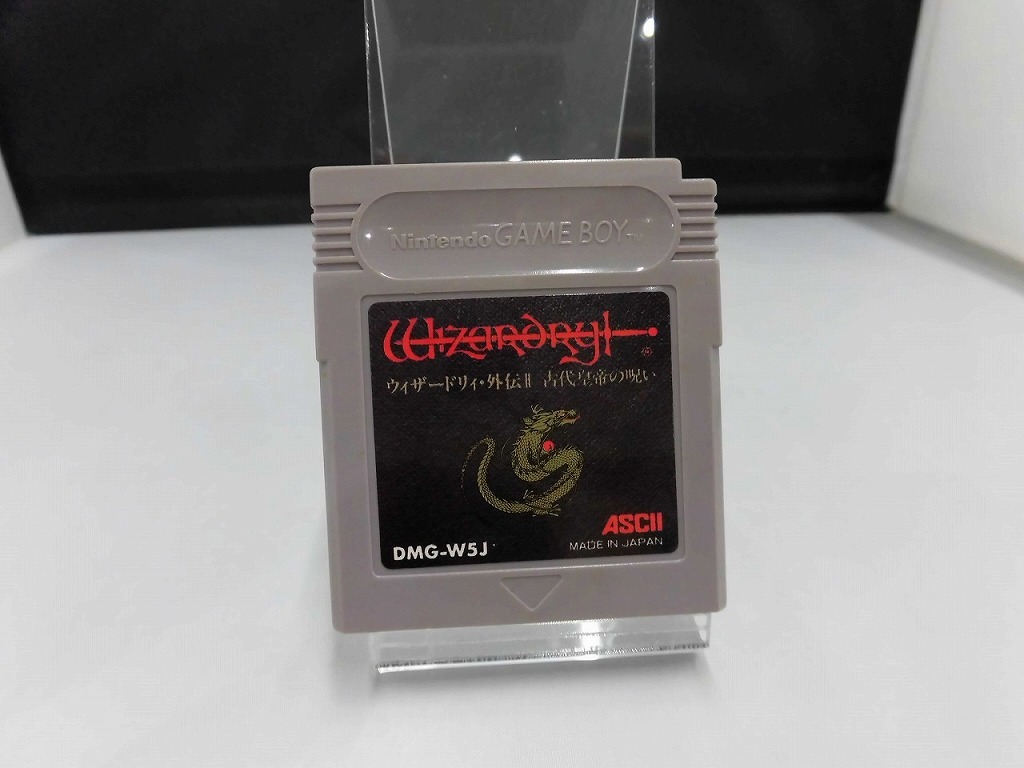 Nintendo GAME BOY TM
Wizardry
ウィザードリィ・外伝II 古代皇帝の呪い
ASCII
DMG-W5J
MADE IN JAPAN